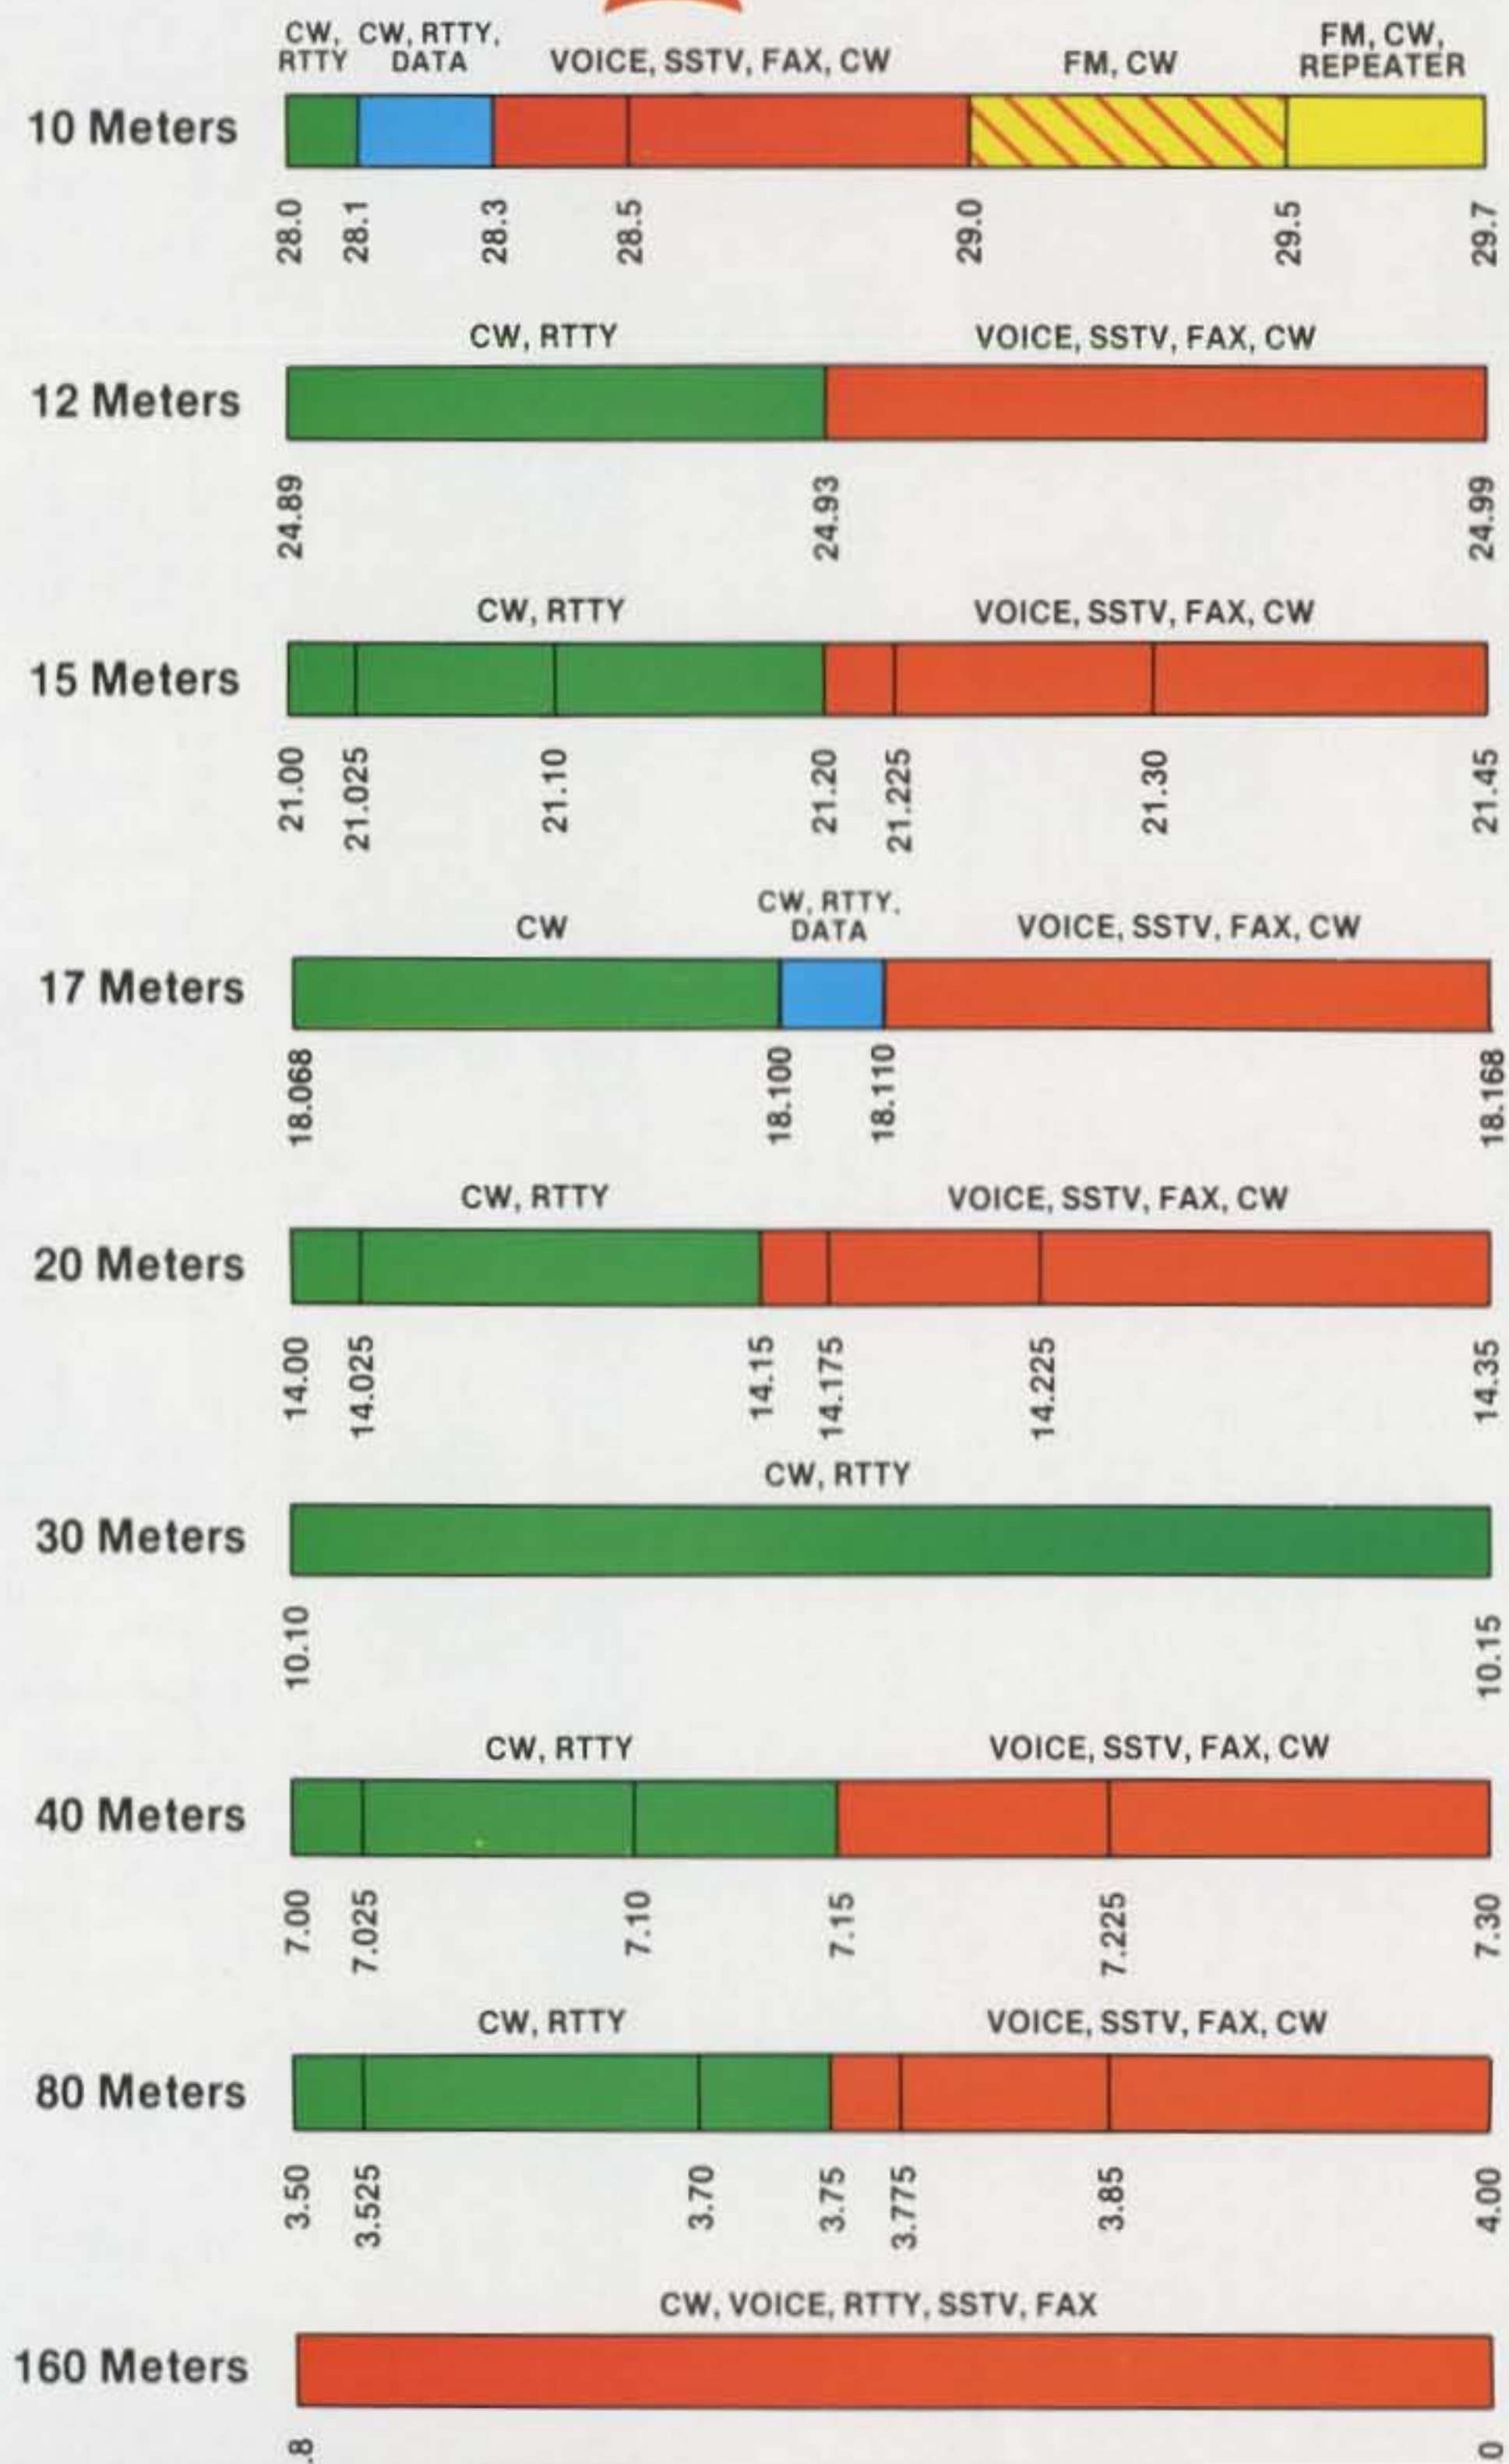 CW, CW, RTTY, FM, CW,
RTTY DATA VOICE, SSTV, FAX, CW FM, CW REPEATER
10 Meters
28.0 28.1 28.3 28.5 29.0 29.5 29.7
CW, RTTY VOICE, SSTV, FAX, CW
12 Meters
24.89 24.93 24.99
CW, RTTY VOICE, SSTV, FAX, CW
15 Meters
21.00 21.025 21.10 21.20 21.225 21.30 21.45
CW, RTTY,
CW DATA VOICE, SSTV, FAX, CW
17 Meters
18.068 18.100 18.110 18.168
CW, RTTY VOICE, SSTV, FAX, CW
20 Meters
14.00 14.025 14.15 14.175 14.225 14.35
CW, RTTY
30 Meters
10.10 10.15
CW, RTTY VOICE, SSTV, FAX, CW
40 Meters
7.00 7.025 7.10 7.15 7.225 7.30
CW, RTTY VOICE, SSTV, FAX, CW
80 Meters
3.50 3.525 3.70 3.75 3.775 3.85 4.00
CW, VOICE, RTTY, SSTV, FAX
160 Meters
.8 0